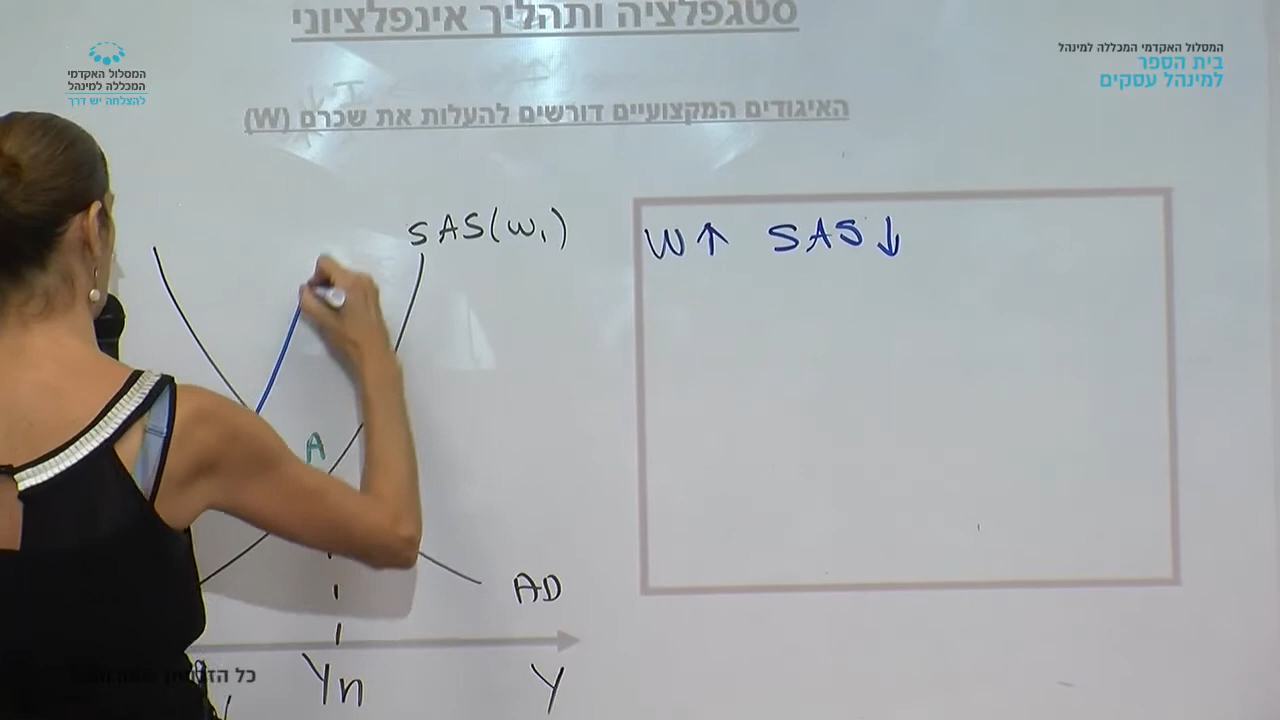 סטגפלציה ותהליך אינפלציוני
המסלול האקדמי המכללה למינהל
בית הספר
למינהל עסקים
המסלול האקדמי
המכללה למינהל
להצלחה יש דרך
האיגודים המקצועיים דורשים להעלות את שכרם (W)
SAS(W₁)
W↑ SAS↓
A
AD
כל
Yn
Y